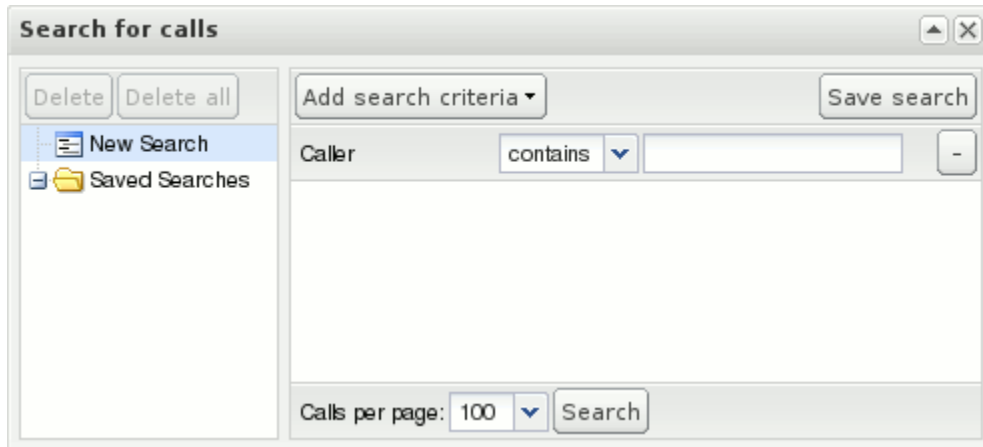 Search for calls
Delete Delete all
New Search
Saved Searches
Add search criteria Save search
Caller contains -
Calls per page: 100 Search